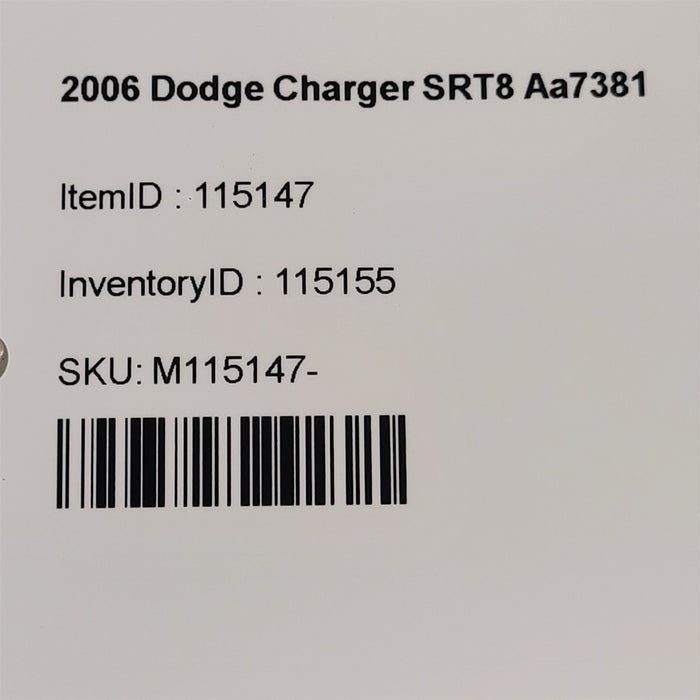 2006 Dodge Charger SRT8 Aa7381
ItemID : 115147
InventoryID : 115155
SKU: M115147-